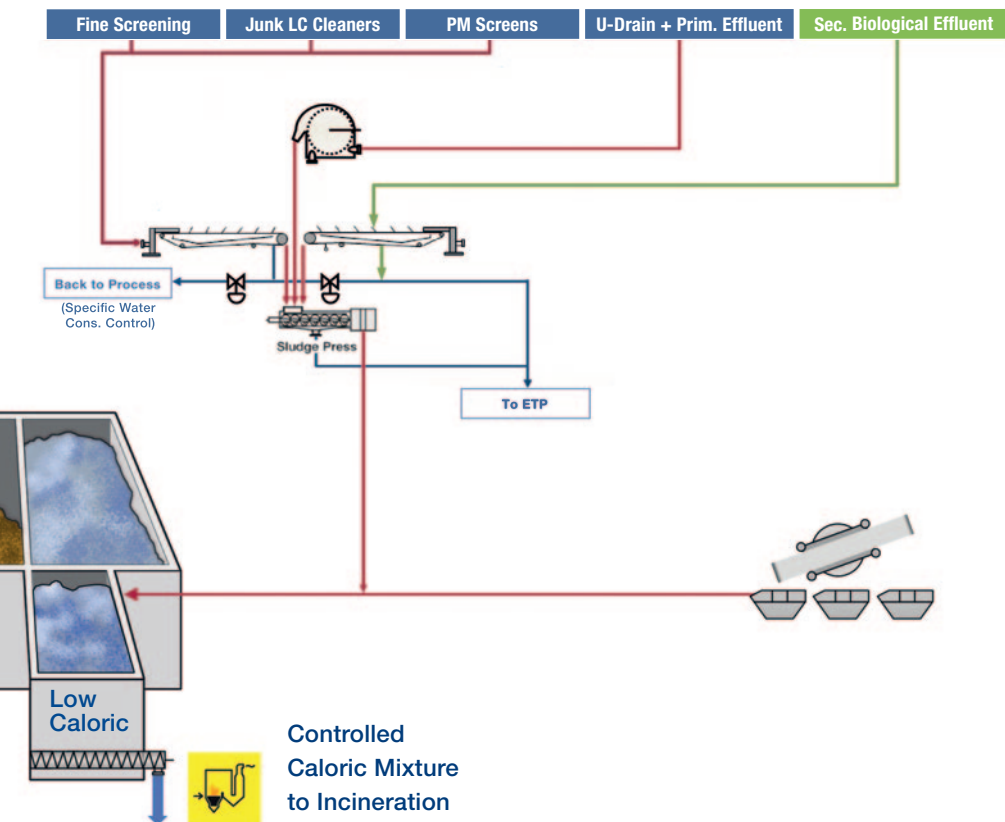 Fine Screening
Junk LC Cleaners
PM Screens
U-Drain + Prim. Effluent
Sec. Biological Effluent
Back to Process
(Specific Water
Cons. Control)
Sludge Press
To ETP
Low
Caloric
Controlled
Caloric Mixture
to Incineration